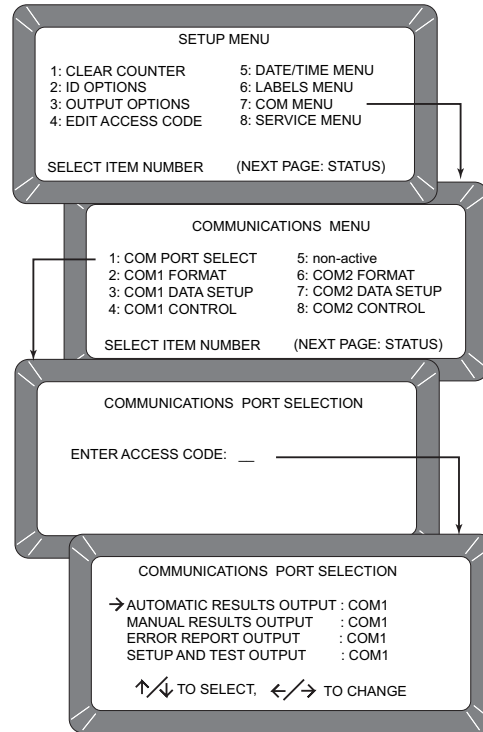 SETUP MENU
1: CLEAR COUNTER 5: DATE/TIME MENU
2: ID OPTIONS 6: LABELS MENU
3: OUTPUT OPTIONS 7: COM MENU
4: EDIT ACCESS CODE 8: SERVICE MENU
SELECT ITEM NUMBER (NEXT PAGE: STATUS)
COMMUNICATIONS MENU
1: COM PORT SELECT 5: non-active
2: COM1 FORMAT 6: COM2 FORMAT
3: COM1 DATA SETUP 7: COM2 DATA SETUP
4: COM1 CONTROL 8: COM2 CONTROL
SELECT ITEM NUMBER (NEXT PAGE: STATUS)
COMMUNICATIONS PORT SELECTION
ENTER ACCESS CODE: __
COMMUNICATIONS PORT SELECTION
→ AUTOMATIC RESULTS OUTPUT : COM1
MANUAL RESULTS OUTPUT : COM1
ERROR REPORT OUTPUT : COM1
SETUP AND TEST OUTPUT : COM1
↑/↓ TO SELECT, ←/→ TO CHANGE